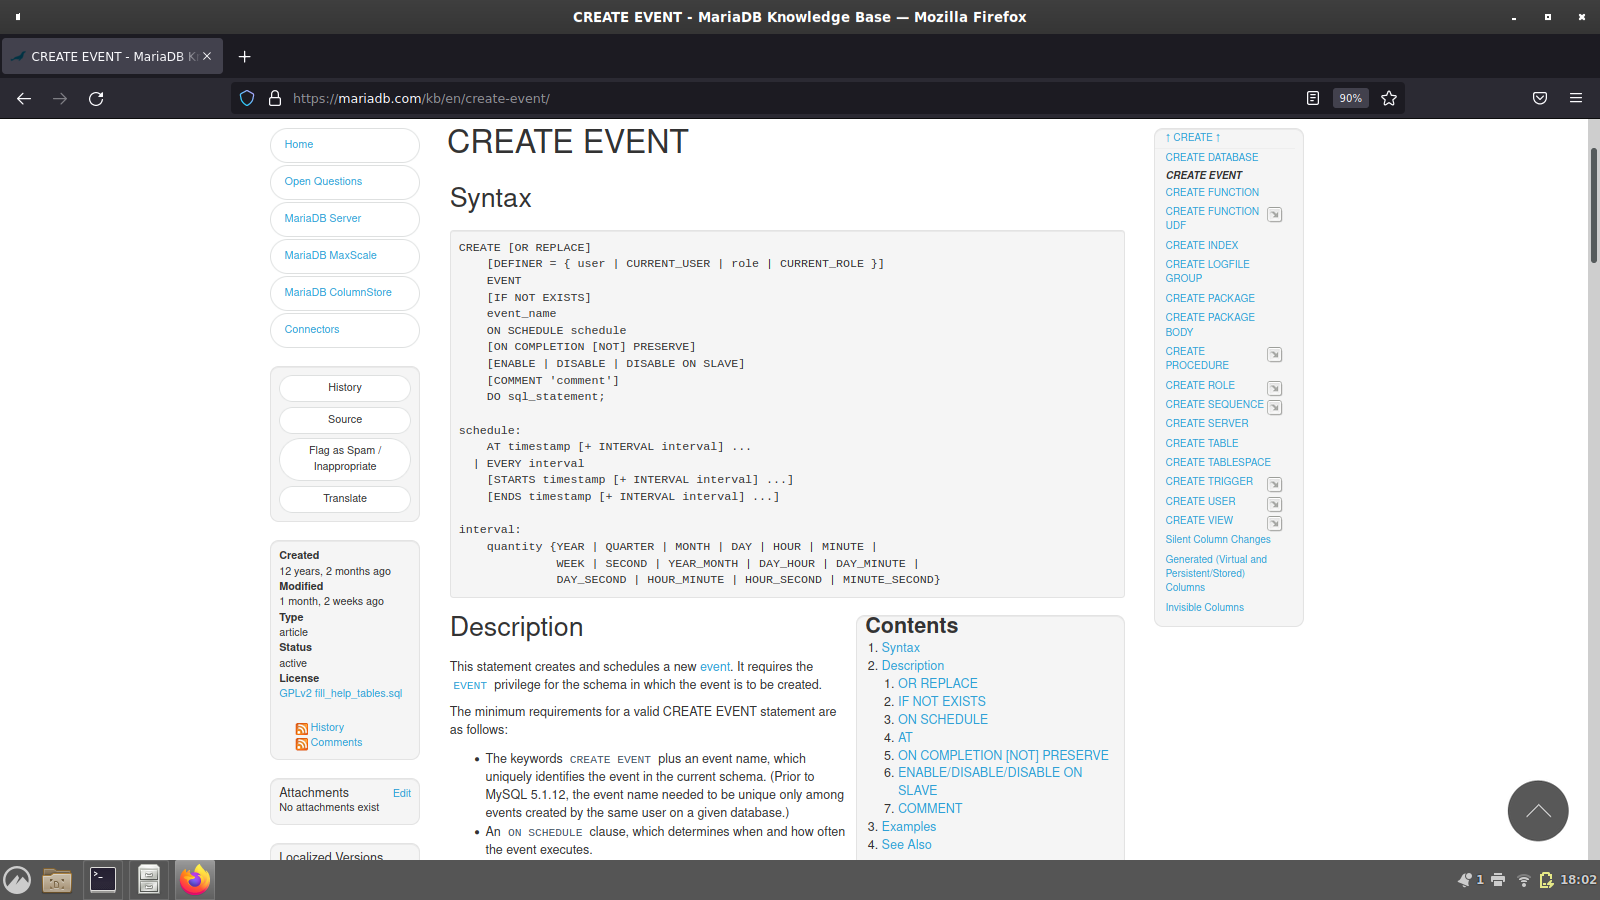 CREATE EVENT - MariaDB Knowledge Base — Mozilla Firefox
CREATE EVENT - MariaDB
https://mariadb.com/kb/en/create-event/
90%
Home
Open Questions
MariaDB Server
MariaDB MaxScale
MariaDB ColumnStore
Connectors
History
Source
Flag as Spam /
Inappropriate
Translate
Created
12 years, 2 months ago
Modified
1 month, 2 weeks ago
Type
article
Status
active
License
GPLv2 fill_help_tables.sql
History
Comments
Attachments
Edit
No attachments exist
Localized Versions
CREATE EVENT
Syntax
CREATE [OR REPLACE]
[DEFINER = { user | CURRENT_USER | role | CURRENT_ROLE }]
EVENT
[IF NOT EXISTS]
event_name
ON SCHEDULE schedule
[ON COMPLETION [NOT] PRESERVE]
[ENABLE | DISABLE | DISABLE ON SLAVE]
[COMMENT 'comment']
DO sql_statement;
schedule:
AT timestamp [+ INTERVAL interval] ...
| EVERY interval
[STARTS timestamp [+ INTERVAL interval] ...]
[ENDS timestamp [+ INTERVAL interval] ...]
interval:
quantity {YEAR | QUARTER | MONTH | DAY | HOUR | MINUTE |
WEEK | SECOND | YEAR_MONTH | DAY_HOUR | DAY_MINUTE |
DAY_SECOND | HOUR_MINUTE | HOUR_SECOND | MINUTE_SECOND}
Description
This statement creates and schedules a new event. It requires the
EVENT privilege for the schema in which the event is to be created.
The minimum requirements for a valid CREATE EVENT statement are
as follows:
• The keywords CREATE EVENT plus an event name, which
uniquely identifies the event in the current schema. (Prior to
MySQL 5.1.12, the event name needed to be unique only among
events created by the same user on a given database.)
• An ON SCHEDULE clause, which determines when and how often
the event executes.
Contents
1. Syntax
2. Description
1. OR REPLACE
2. IF NOT EXISTS
3. ON SCHEDULE
4. AT
5. ON COMPLETION [NOT] PRESERVE
6. ENABLE/DISABLE/DISABLE ON
SLAVE
7. COMMENT
3. Examples
4. See Also
↑ CREATE ↑
CREATE DATABASE
CREATE EVENT
CREATE FUNCTION
CREATE FUNCTION
UDF
CREATE INDEX
CREATE LOGFILE
GROUP
CREATE PACKAGE
CREATE PACKAGE
BODY
CREATE
PROCEDURE
CREATE ROLE
CREATE SEQUENCE
CREATE SERVER
CREATE TABLE
CREATE TABLESPACE
CREATE TRIGGER
CREATE USER
CREATE VIEW
Silent Column Changes
Generated (Virtual and
Persistent/Stored)
Columns
Invisible Columns
1
18:02